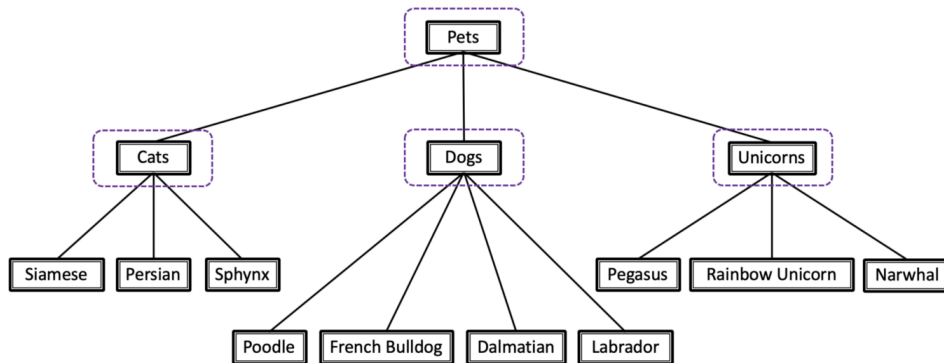 Pets
Cats
Dogs
Unicorns
Siamese
Persian
Sphynx
Pegasus
Rainbow Unicorn
Narwhal
Poodle
French Bulldog
Dalmatian
Labrador